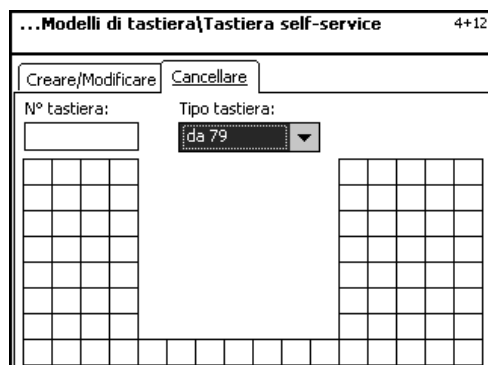 ...Modelli di tastiera\Tastiera self-service 4+12
Creare/Modificare Cancellare
N° tastiera: Tipo tastiera:
da 79